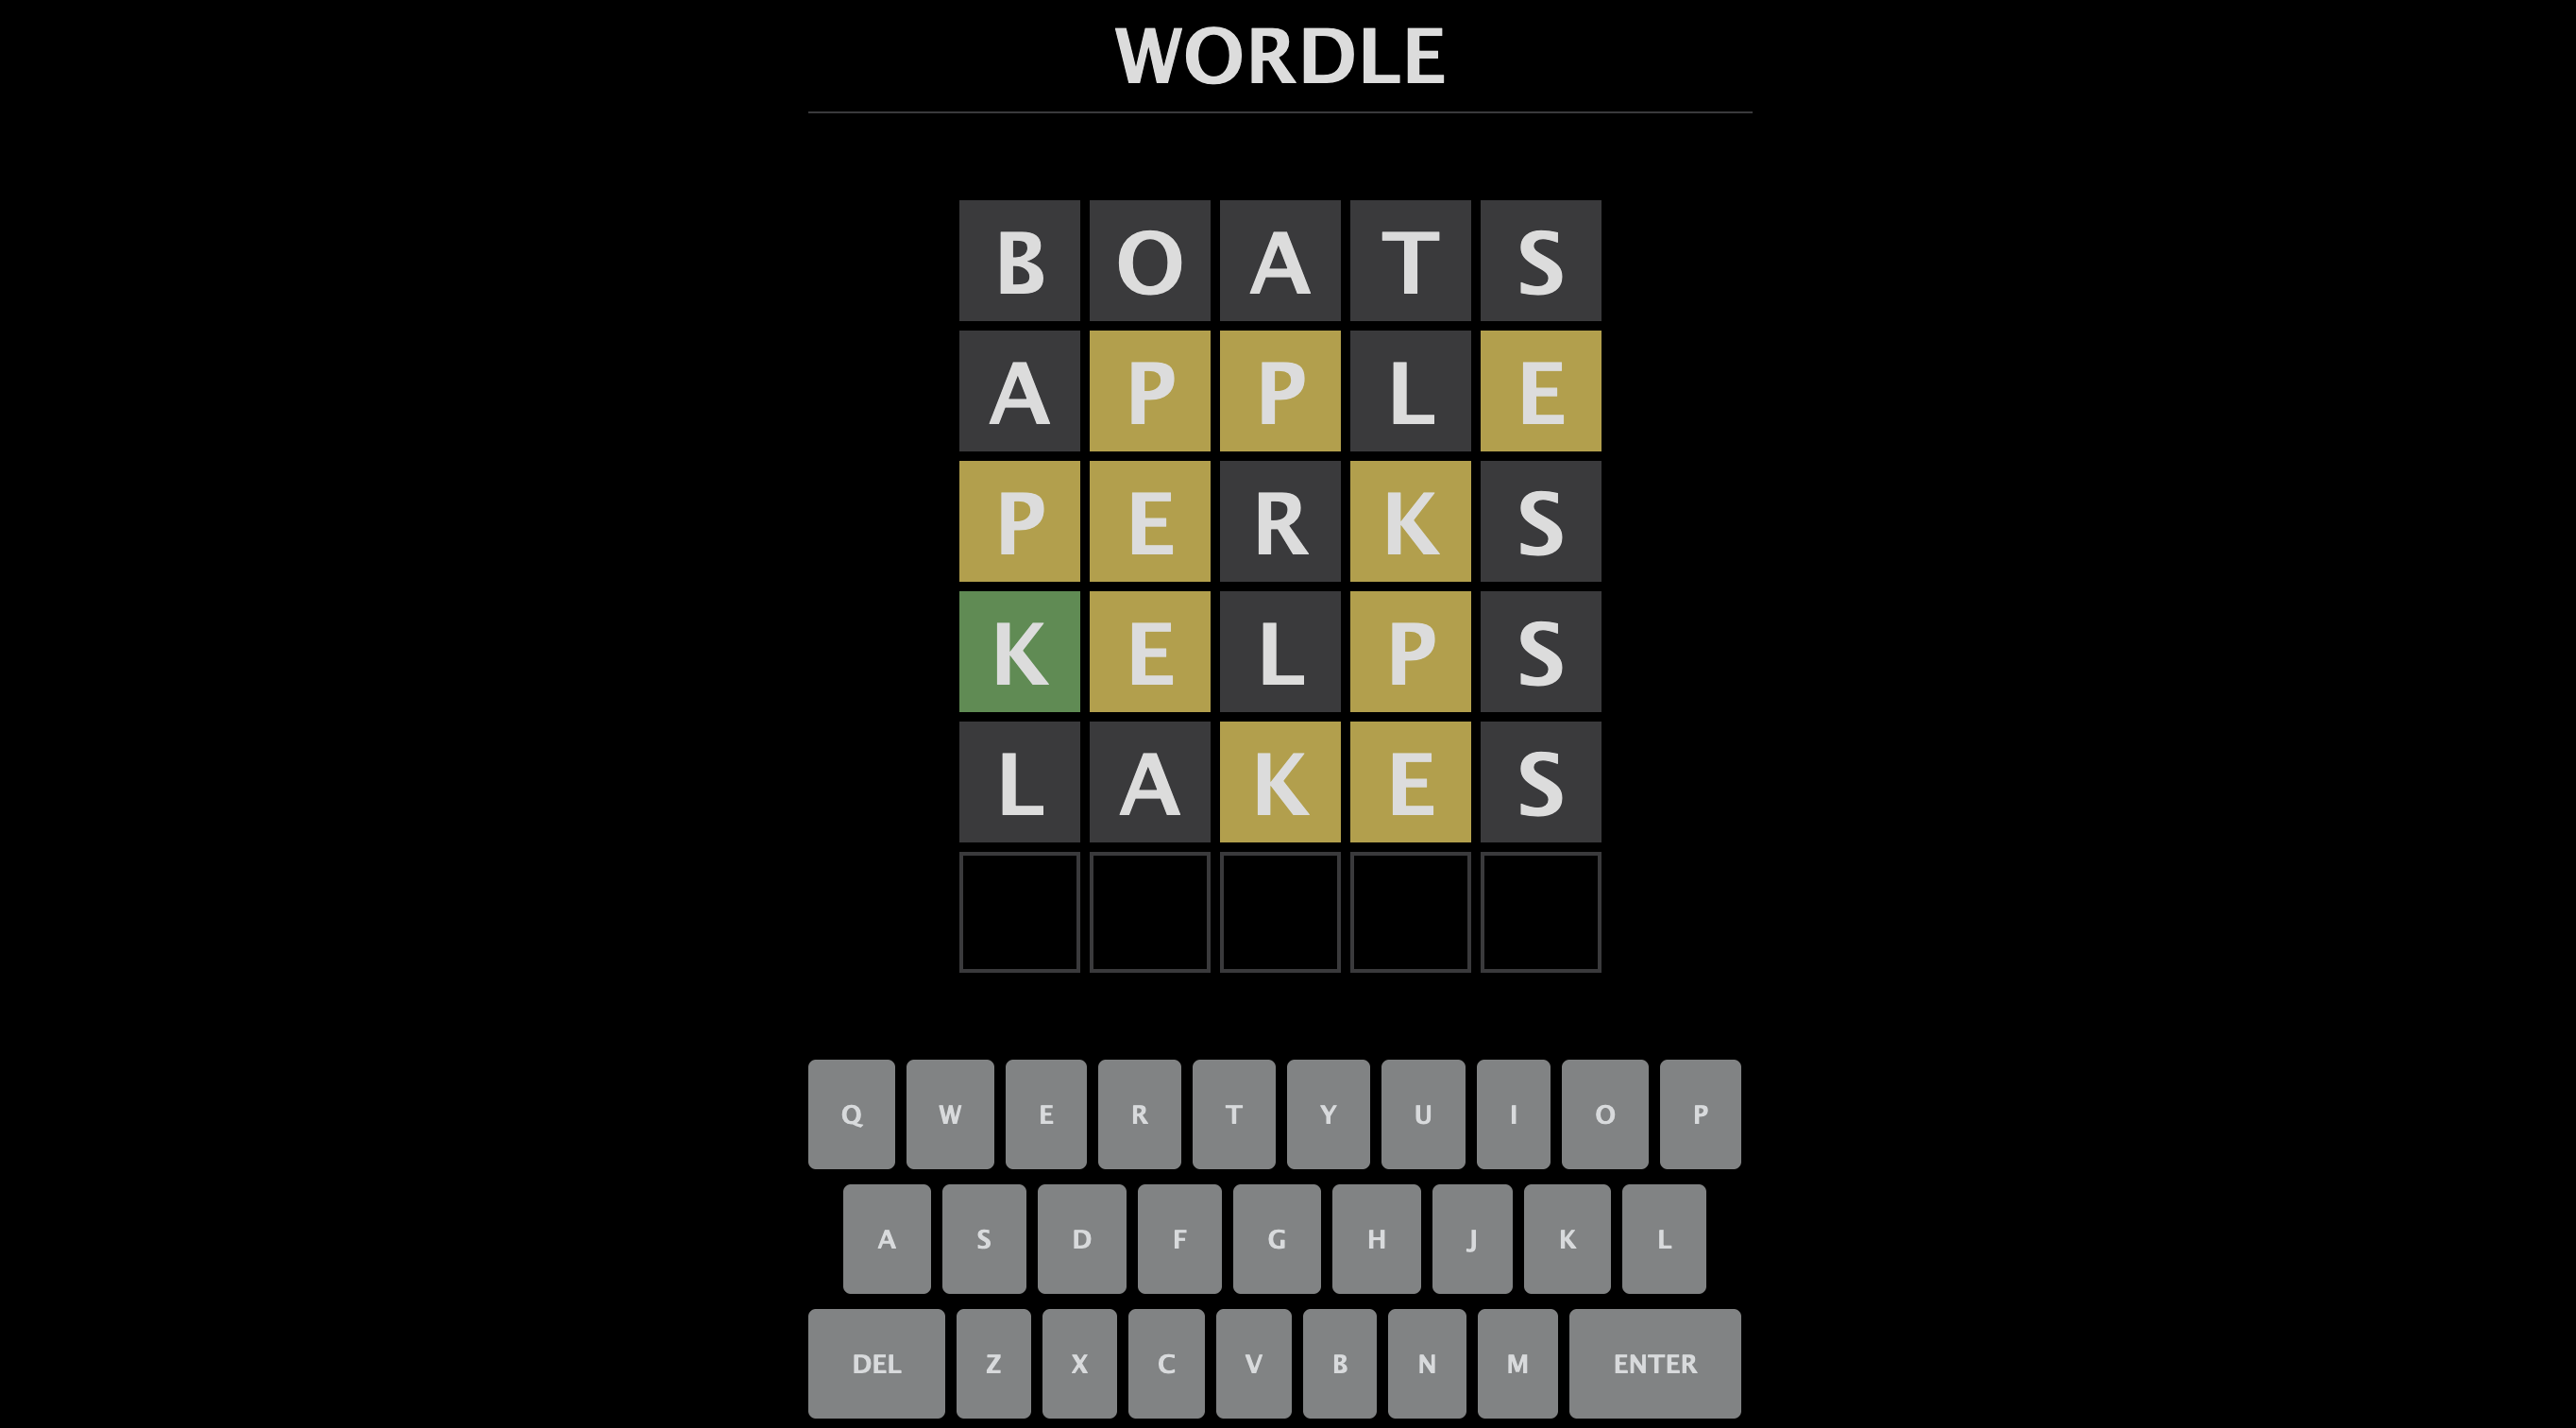 WORDLE
B O A T S
A P P L E
P E R K S
K E L P S
L A K E S
Q W E R T Y U I O P
A S D F G H J K L
DEL Z X C V B N M ENTER